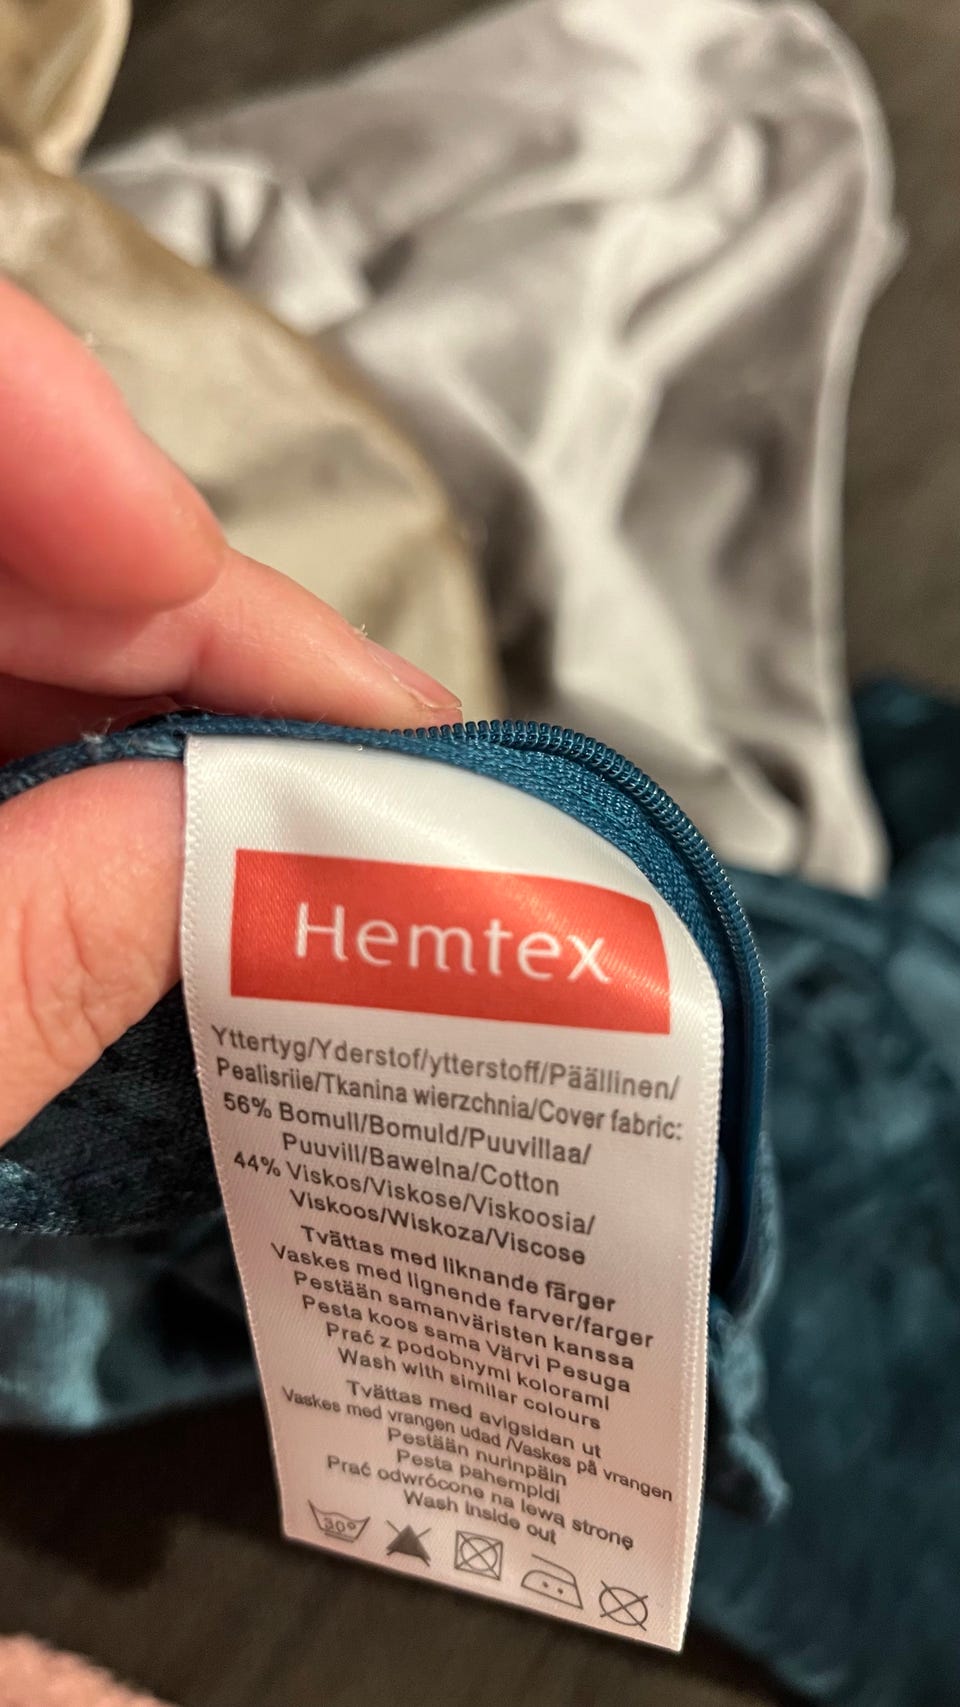 Hemtex
Yttertyg/Yderstof/ytterstoff/Päällinen/
Pealisriie/Tkanina wierzchnia/Cover fabric:
56% Bomull/Bomuld/Puuvillaa/
Puuvill/Bawelna/Cotton
44% Viskos/Viskose/Viskoosia/
Viskoos/Wiskoza/Viscose
Tvättas med liknande färger
Vaskes med lignende farver/farger
Pestään samanväristen kanssa
Pesta koos sama Värvi Pesuga
Prać z podobnymi kolorami
Wash with similar colours
Tvättas med avigsidan ut
Vaskes med vrangen udad /Vaskes på vrangen
Pestään nurinpäin
Pesta pahempidi
Prać odwrócone na lewą stronę
Wash inside out
30°